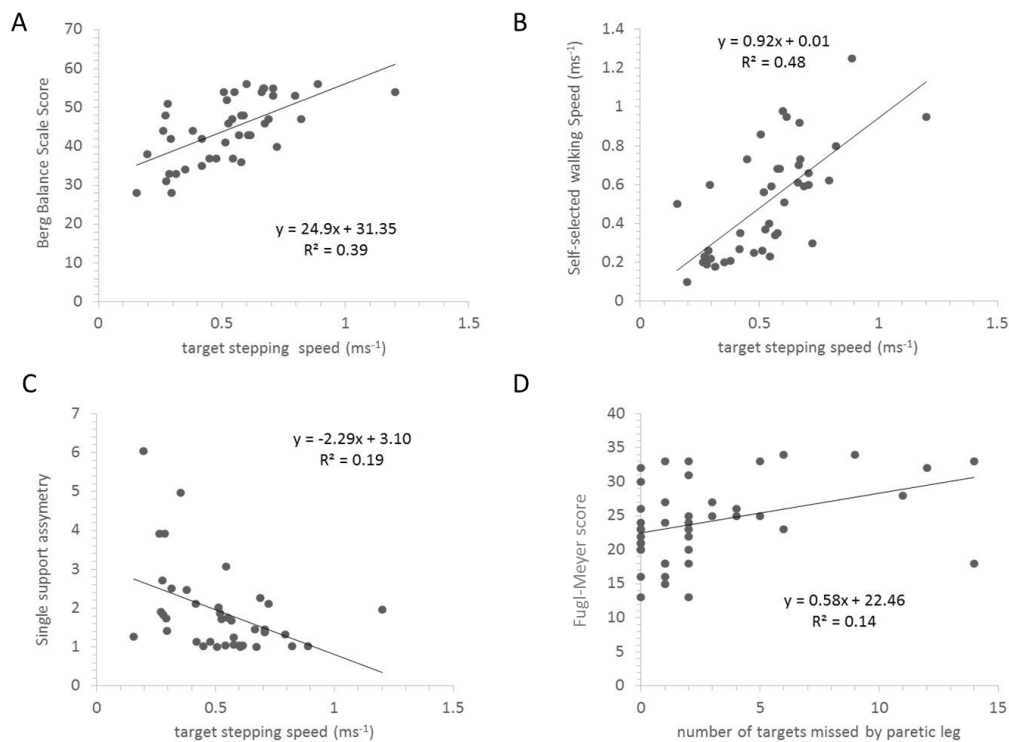 A
Berg Balance Scale Score
70
60
50
40
30
20
10
0
y = 24.9x + 31.35
R² = 0.39
0 0.5 1 1.5
target stepping speed (ms-1)
B
Self-selected walking Speed (ms-1)
1.4
1.2
1
0.8
0.6
0.4
0.2
0
y = 0.92x + 0.01
R² = 0.48
0 0.5 1 1.5
target stepping speed (ms-1)
C
Single support assymetry
7
6
5
4
3
2
1
0
y = -2.29x + 3.10
R² = 0.19
0 0.5 1 1.5
target stepping speed (ms-1)
D
Fugl-Meyer score
40
35
30
25
20
15
10
5
0
y = 0.58x + 22.46
R² = 0.14
0 5 10 15
number of targets missed by paretic leg